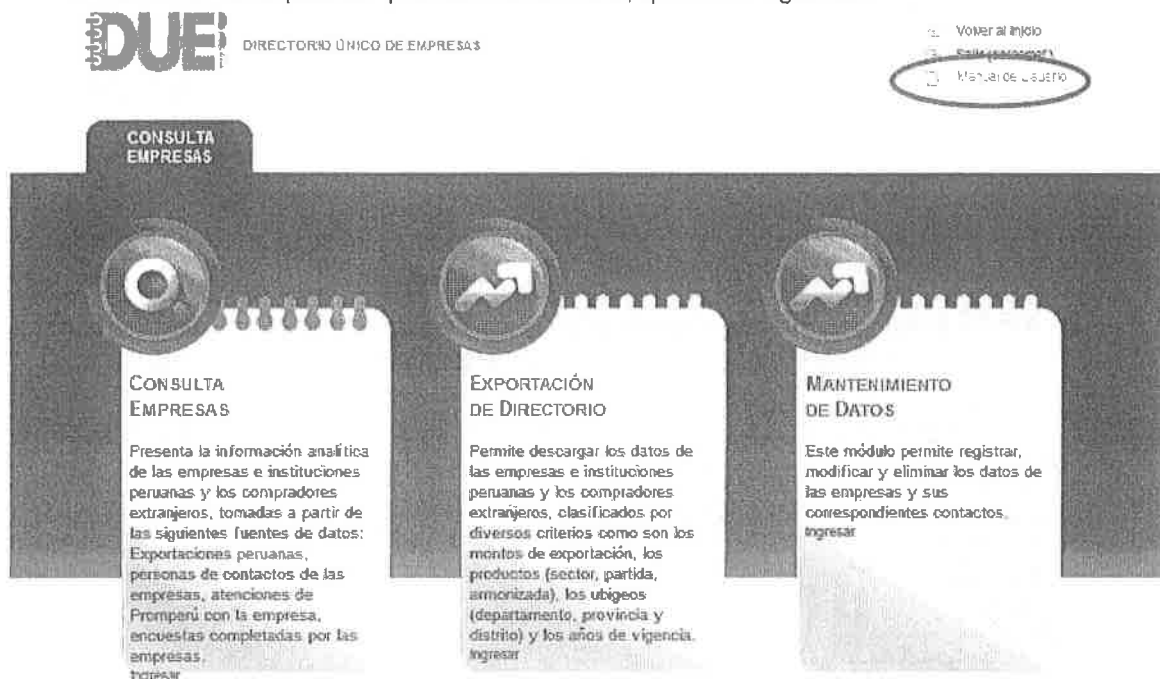 DUE
DIRECTORIO ÚNICO DE EMPRESAS
Volver al Inicio
Salir
Manual de Usuario
CONSULTA
EMPRESAS
CONSULTA
EMPRESAS
Presenta la información analítica
de las empresas e instituciones
peruanas y los compradores
extranjeros, tomadas a partir de
las siguientes fuentes de datos:
Exportaciones peruanas,
personas de contactos de las
empresas, atenciones de
Promperú con la empresa,
encuestas completadas por las
empresas.
Ingresar
EXPORTACIÓN
DE DIRECTORIO
Permite descargar los datos de
las empresas e instituciones
peruanas y los compradores
extranjeros, clasificados por
diversos criterios como son los
montos de exportación, los
productos (sector, partida,
armonizada), los ubigeos
(departamento, provincia y
distrito) y los años de vigencia.
Ingresar
MANTENIMIENTO
DE DATOS
Este módulo permite registrar,
modificar y eliminar los datos de
las empresas y sus
correspondientes contactos.
Ingresar